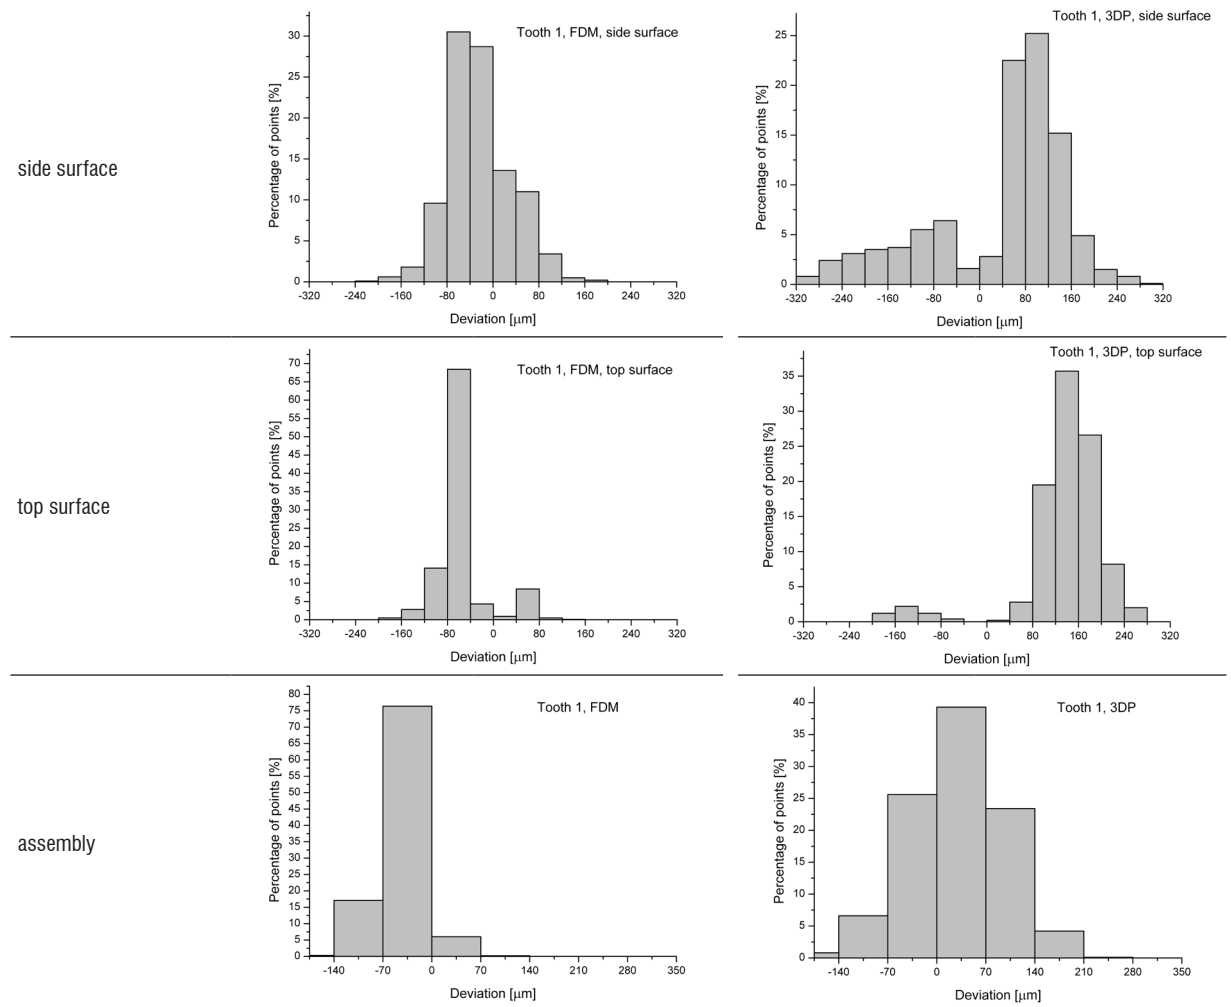 side surface
Tooth 1, FDM, side surface
Percentage of points [%]
30
25
20
15
10
5
0
-320 -240 -160 -80 0 80 160 240 320
Deviation [µm]
Tooth 1, 3DP, side surface
Percentage of points [%]
25
20
15
10
5
0
-320 -240 -160 -80 0 80 160 240 320
Deviation [µm]
top surface
Tooth 1, FDM, top surface
Percentage of points [%]
70
65
60
55
50
45
40
35
30
25
20
15
10
5
0
-320 -240 -160 -80 0 80 160 240 320
Deviation [µm]
Tooth 1, 3DP, top surface
Percentage of points [%]
35
30
25
20
15
10
5
0
-320 -240 -160 -80 0 80 160 240 320
Deviation [µm]
assembly
Tooth 1, FDM
Percentage of points [%]
80
75
70
65
60
55
50
45
40
35
30
25
20
15
10
5
0
-140 -70 0 70 140 210 280 350
Deviation [µm]
Tooth 1, 3DP
Percentage of points [%]
40
35
30
25
20
15
10
5
0
-140 -70 0 70 140 210 280 350
Deviation [µm]